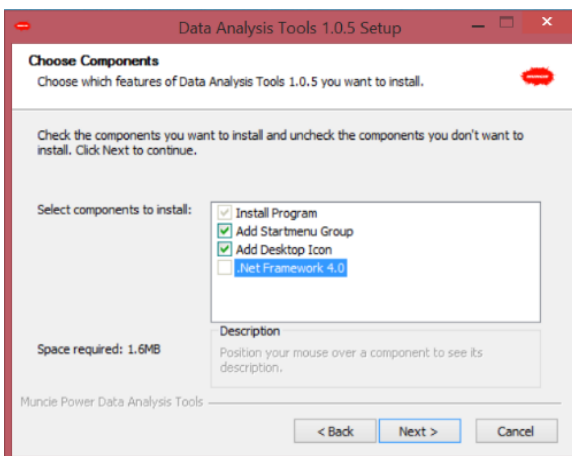 Data Analysis Tools 1.0.5 Setup
Choose Components
Choose which features of Data Analysis Tools 1.0.5 you want to install.
Check the components you want to install and uncheck the components you don't want to
install. Click Next to continue.
Select components to install:
Install Program
Add Startmenu Group
Add Desktop Icon
.Net Framework 4.0
Space required: 1.6MB
Description
Position your mouse over a component to see its
description.
Muncie Power Data Analysis Tools
< Back
Next >
Cancel